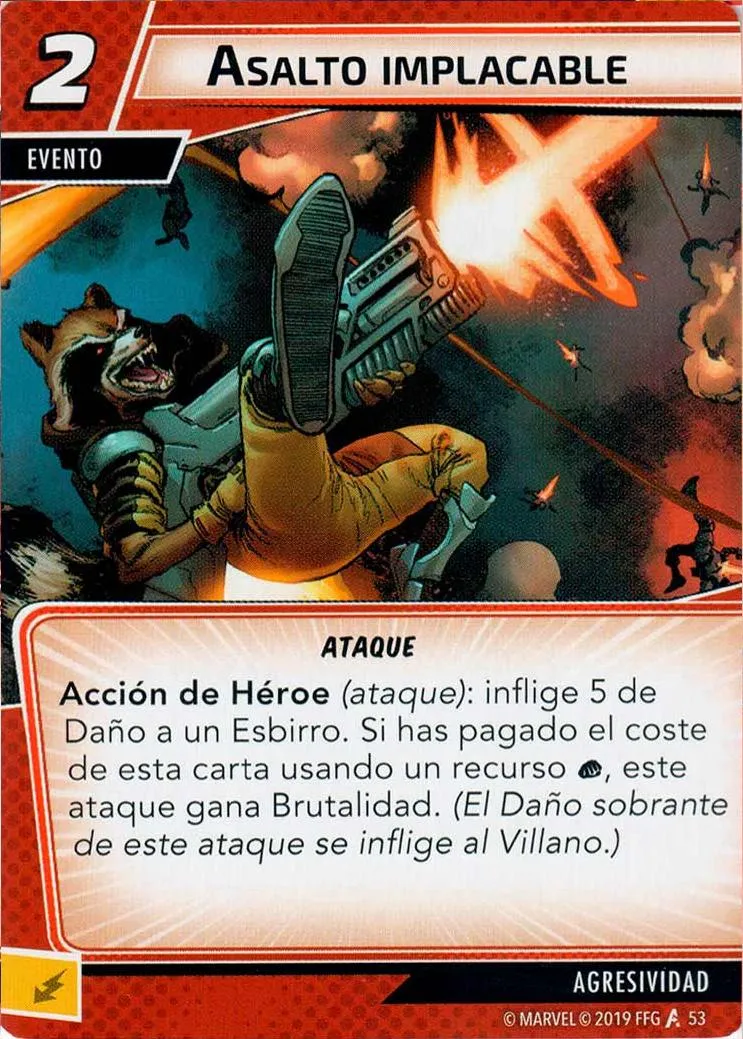 2
ASALTO IMPLACABLE
EVENTO
ATAQUE
Acción de Héroe (ataque): inflige 5 de
Daño a un Esbirro. Si has pagado el coste
de esta carta usando un recurso , este
ataque gana Brutalidad. (El Daño sobrante
de este ataque se inflige al Villano.)
AGRESIVIDAD
© MARVEL © 2019 FFG 53